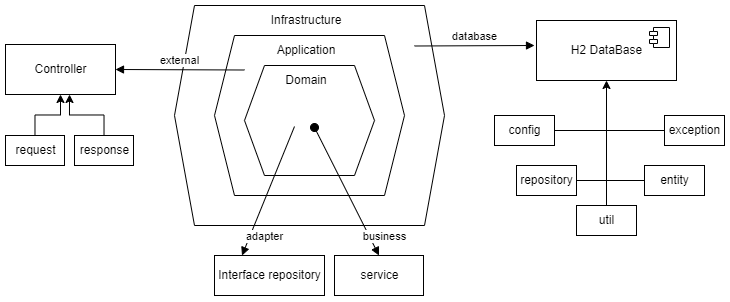 Infrastructure
database
H2 DataBase
Application
external
Controller
Domain
config
exception
request
response
repository
entity
util
adapter
business
Interface repository
service